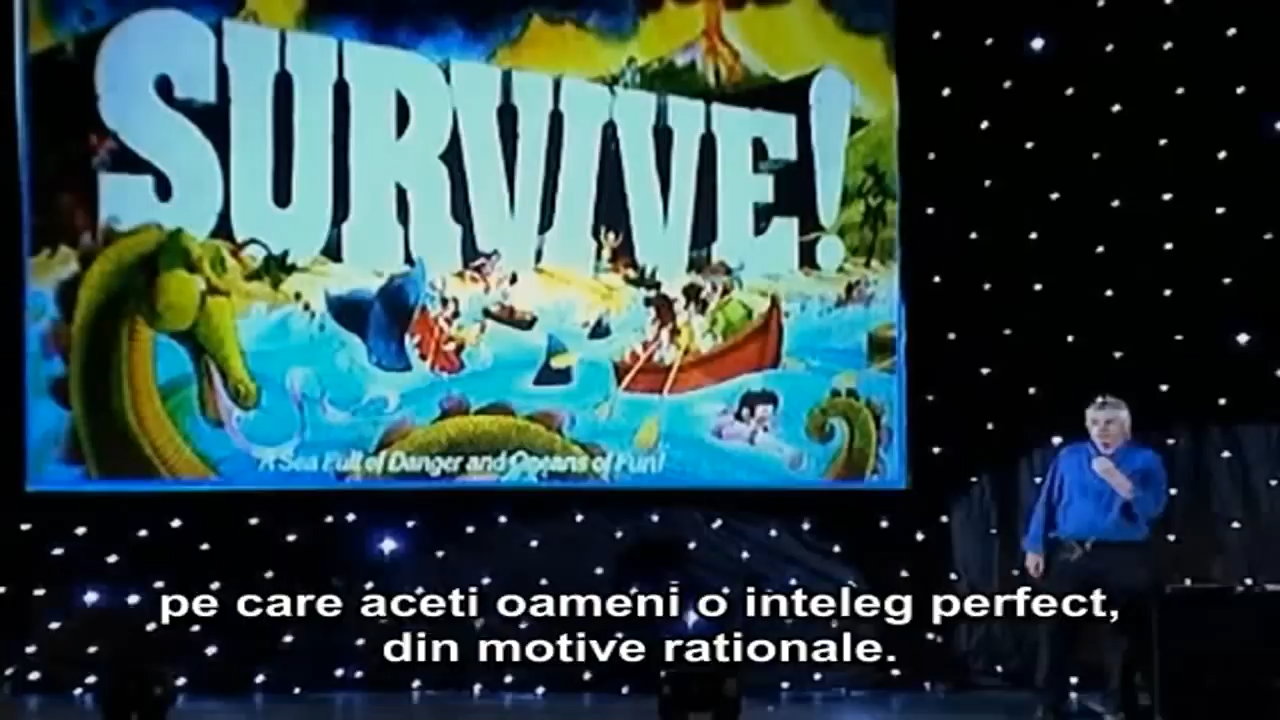 SURVIVE!
A Sea Full of Danger and Oceans of Fun!
pe care aceti oameni o inteleg perfect,
din motive rationale.